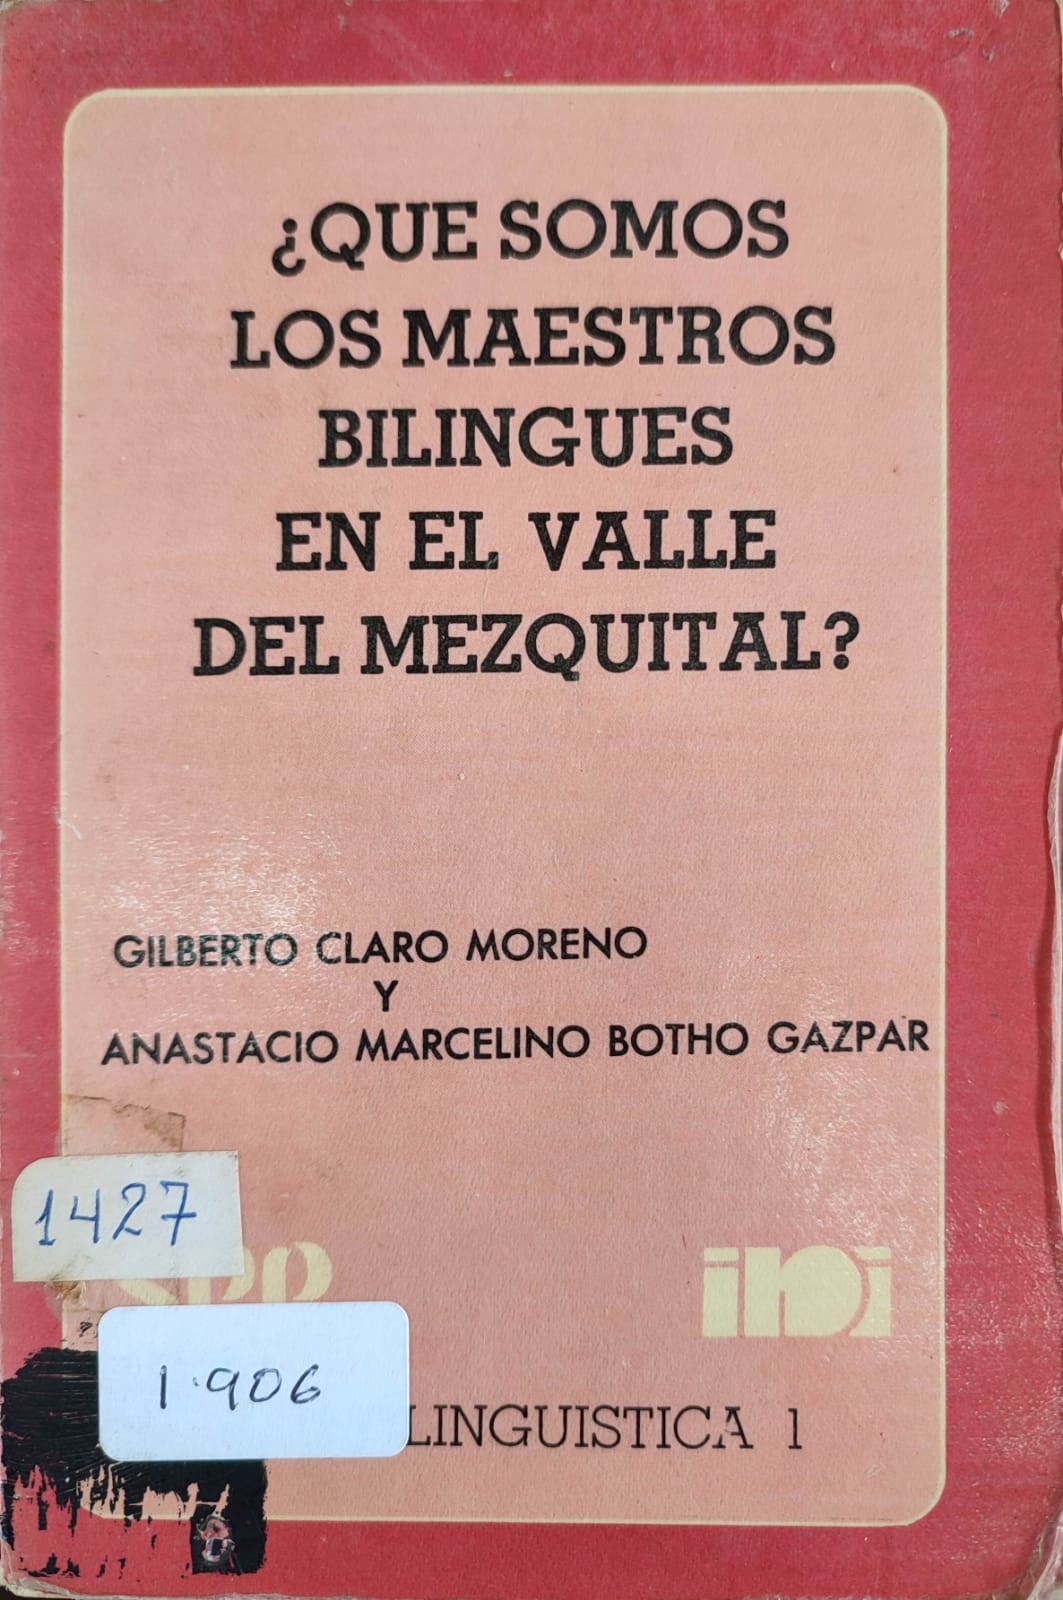 ¿QUE SOMOS
LOS MAESTROS
BILINGUES
EN EL VALLE
DEL MEZQUITAL?
GILBERTO CLARO MORENO
Y
ANASTACIO MARCELINO BOTHO GAZPAR
1427
ini
1.906
LINGUISTICA 1